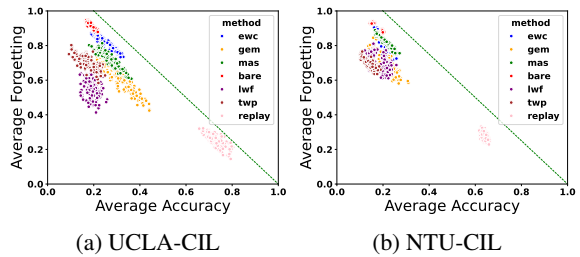 Average Forgetting
1.0
0.8
0.6
0.4
0.2
0.0
0.0 0.2 0.4 0.6 0.8 1.0
Average Accuracy
method
ewc
gem
mas
bare
lwf
twp
replay
(a) UCLA-CIL
Average Forgetting
1.0
0.8
0.6
0.4
0.2
0.0
0.0 0.2 0.4 0.6 0.8 1.0
Average Accuracy
method
ewc
gem
mas
bare
lwf
twp
replay
(b) NTU-CIL